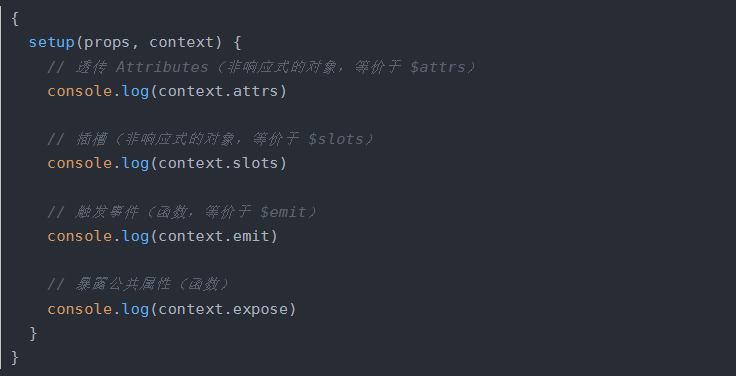 {
  setup(props, context) {
    // 透传 Attributes（非响应式的对象，等价于 $attrs）
    console.log(context.attrs)

    // 插槽（非响应式的对象，等价于 $slots）
    console.log(context.slots)

    // 触发事件（函数，等价于 $emit）
    console.log(context.emit)

    // 暴露公共属性（函数）
    console.log(context.expose)
  }
}